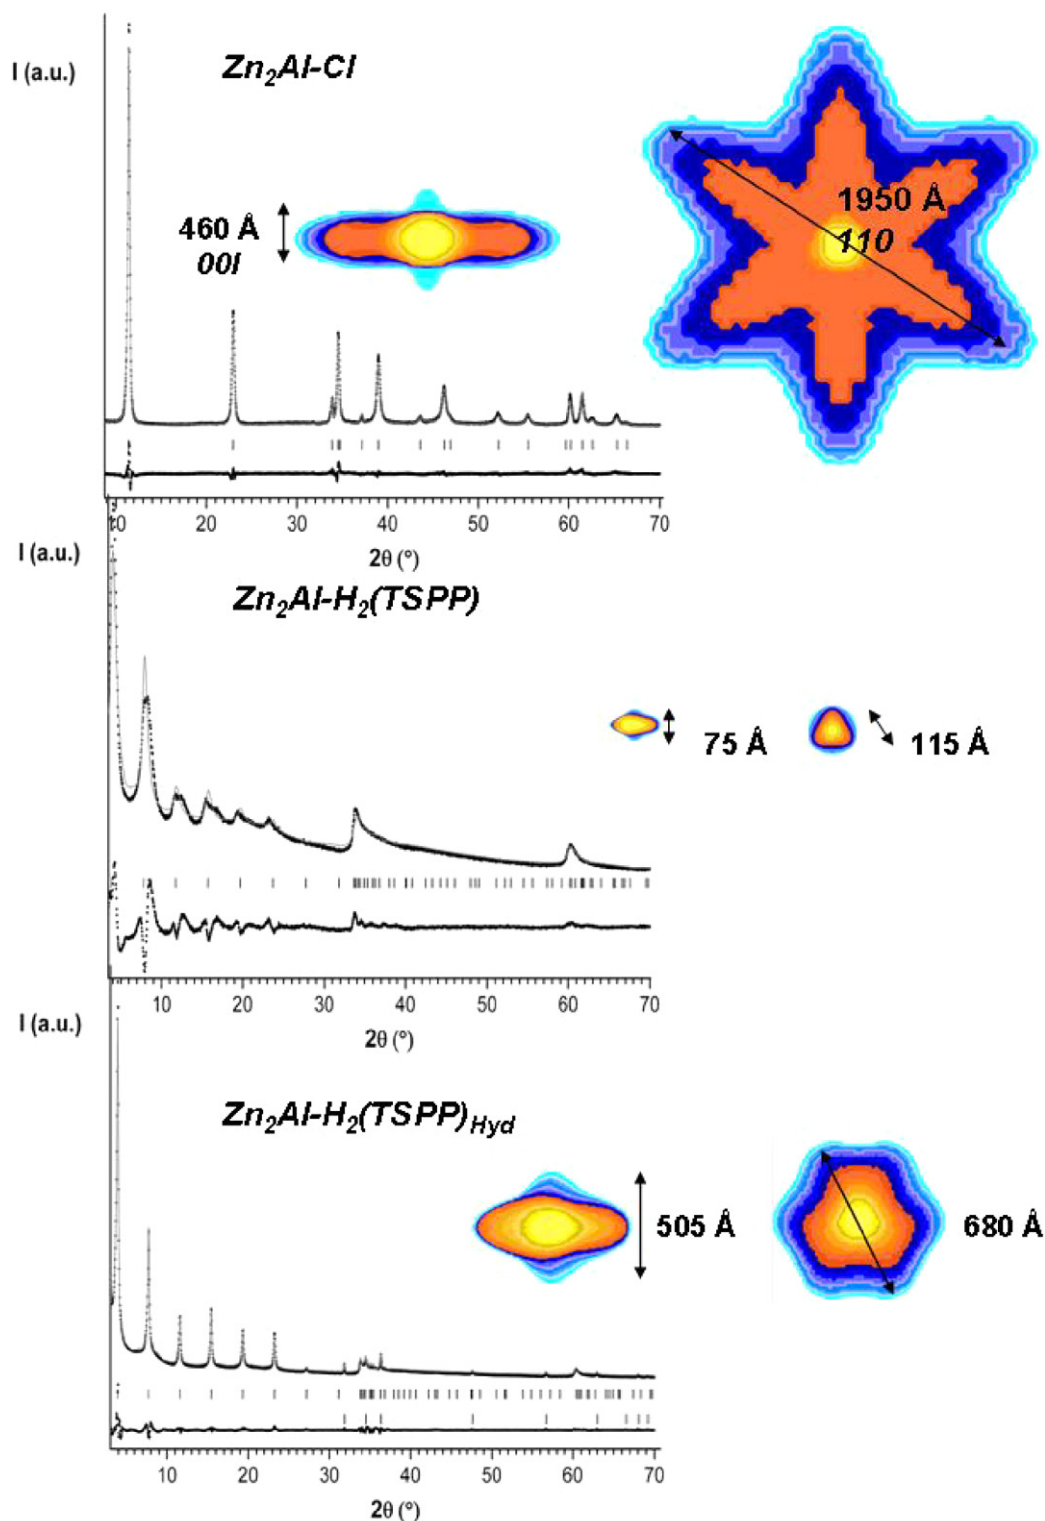 I (a.u.)
Zn₂Al-Cl
460 Å
00l
1950 Å
110
10 20 30 40 50 60 70
2θ (°)
I (a.u.)
Zn₂Al-H₂(TSPP)
75 Å
115 Å
10 20 30 40 50 60 70
2θ (°)
I (a.u.)
Zn₂Al-H₂(TSPP)Hyd
505 Å
680 Å
10 20 30 40 50 60 70
2θ (°)